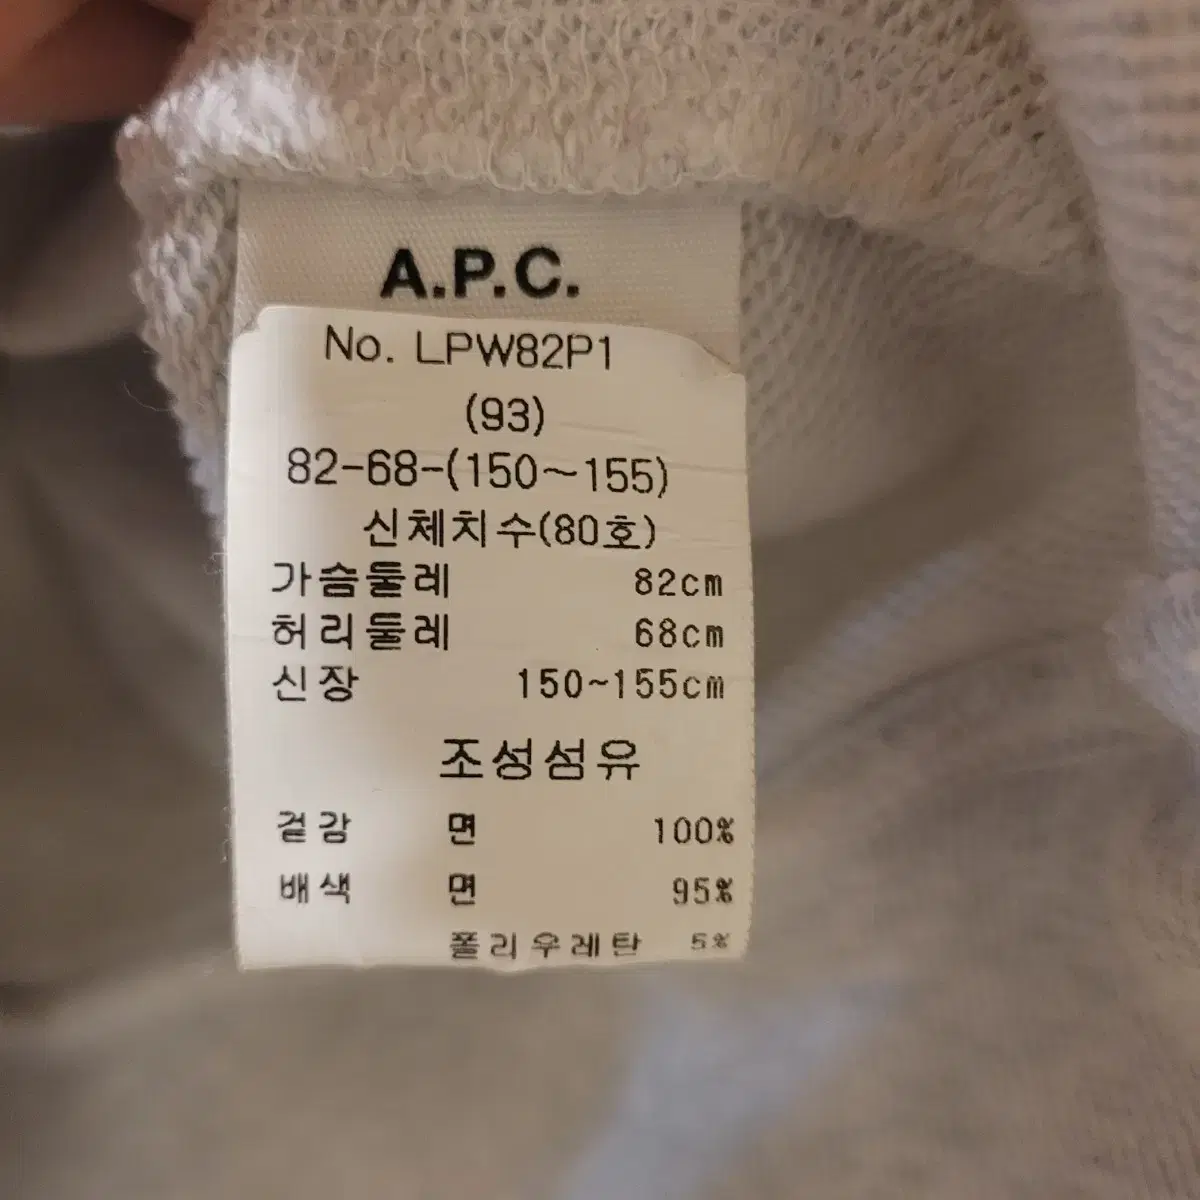 A.P.C.
No. LPW82P1
(93)
82-68-(150~155)
신체치수(80호)
가슴둘레 82cm
허리둘레 68cm
신장 150~155cm
조성섬유
겉감 면 100%
배색 면 95%
폴리우레탄 5%